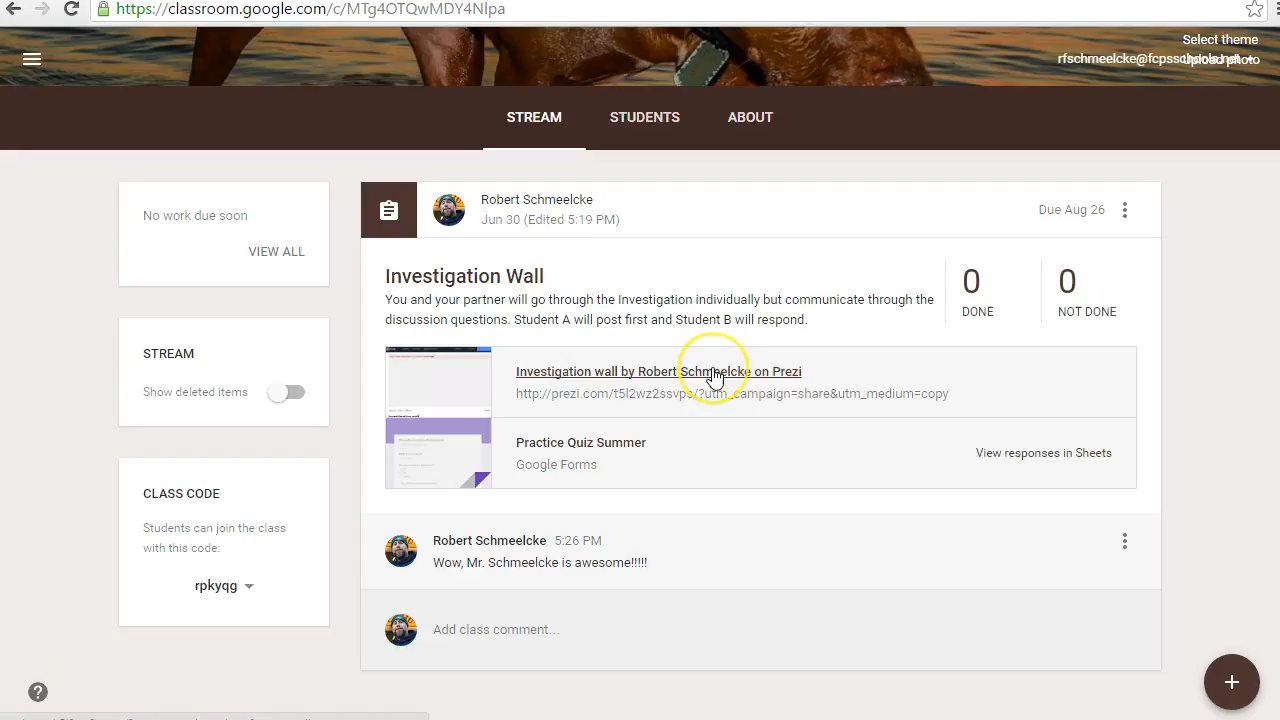 https://classroom.google.com/c/MTg4OTQwMDY4Nlpa
Select theme
rfschmeelcke@fcpsschools.net
Upload photo
STREAM
STUDENTS
ABOUT
No work due soon
VIEW ALL
STREAM
Show deleted items
CLASS CODE
Students can join the class
with this code:
rpkyqg
Robert Schmeelcke
Jun 30 (Edited 5:19 PM)
Due Aug 26
Investigation Wall
You and your partner will go through the Investigation individually but communicate through the
discussion questions. Student A will post first and Student B will respond.
0
DONE
0
NOT DONE
Investigation wall by Robert Schmeelcke on Prezi
http://prezi.com/t5l2wz2ssvps/?utm_campaign=share&utm_medium=copy
Practice Quiz Summer
Google Forms
View responses in Sheets
Robert Schmeelcke 5:26 PM
Wow, Mr. Schmeelcke is awesome!!!!!
Add class comment…